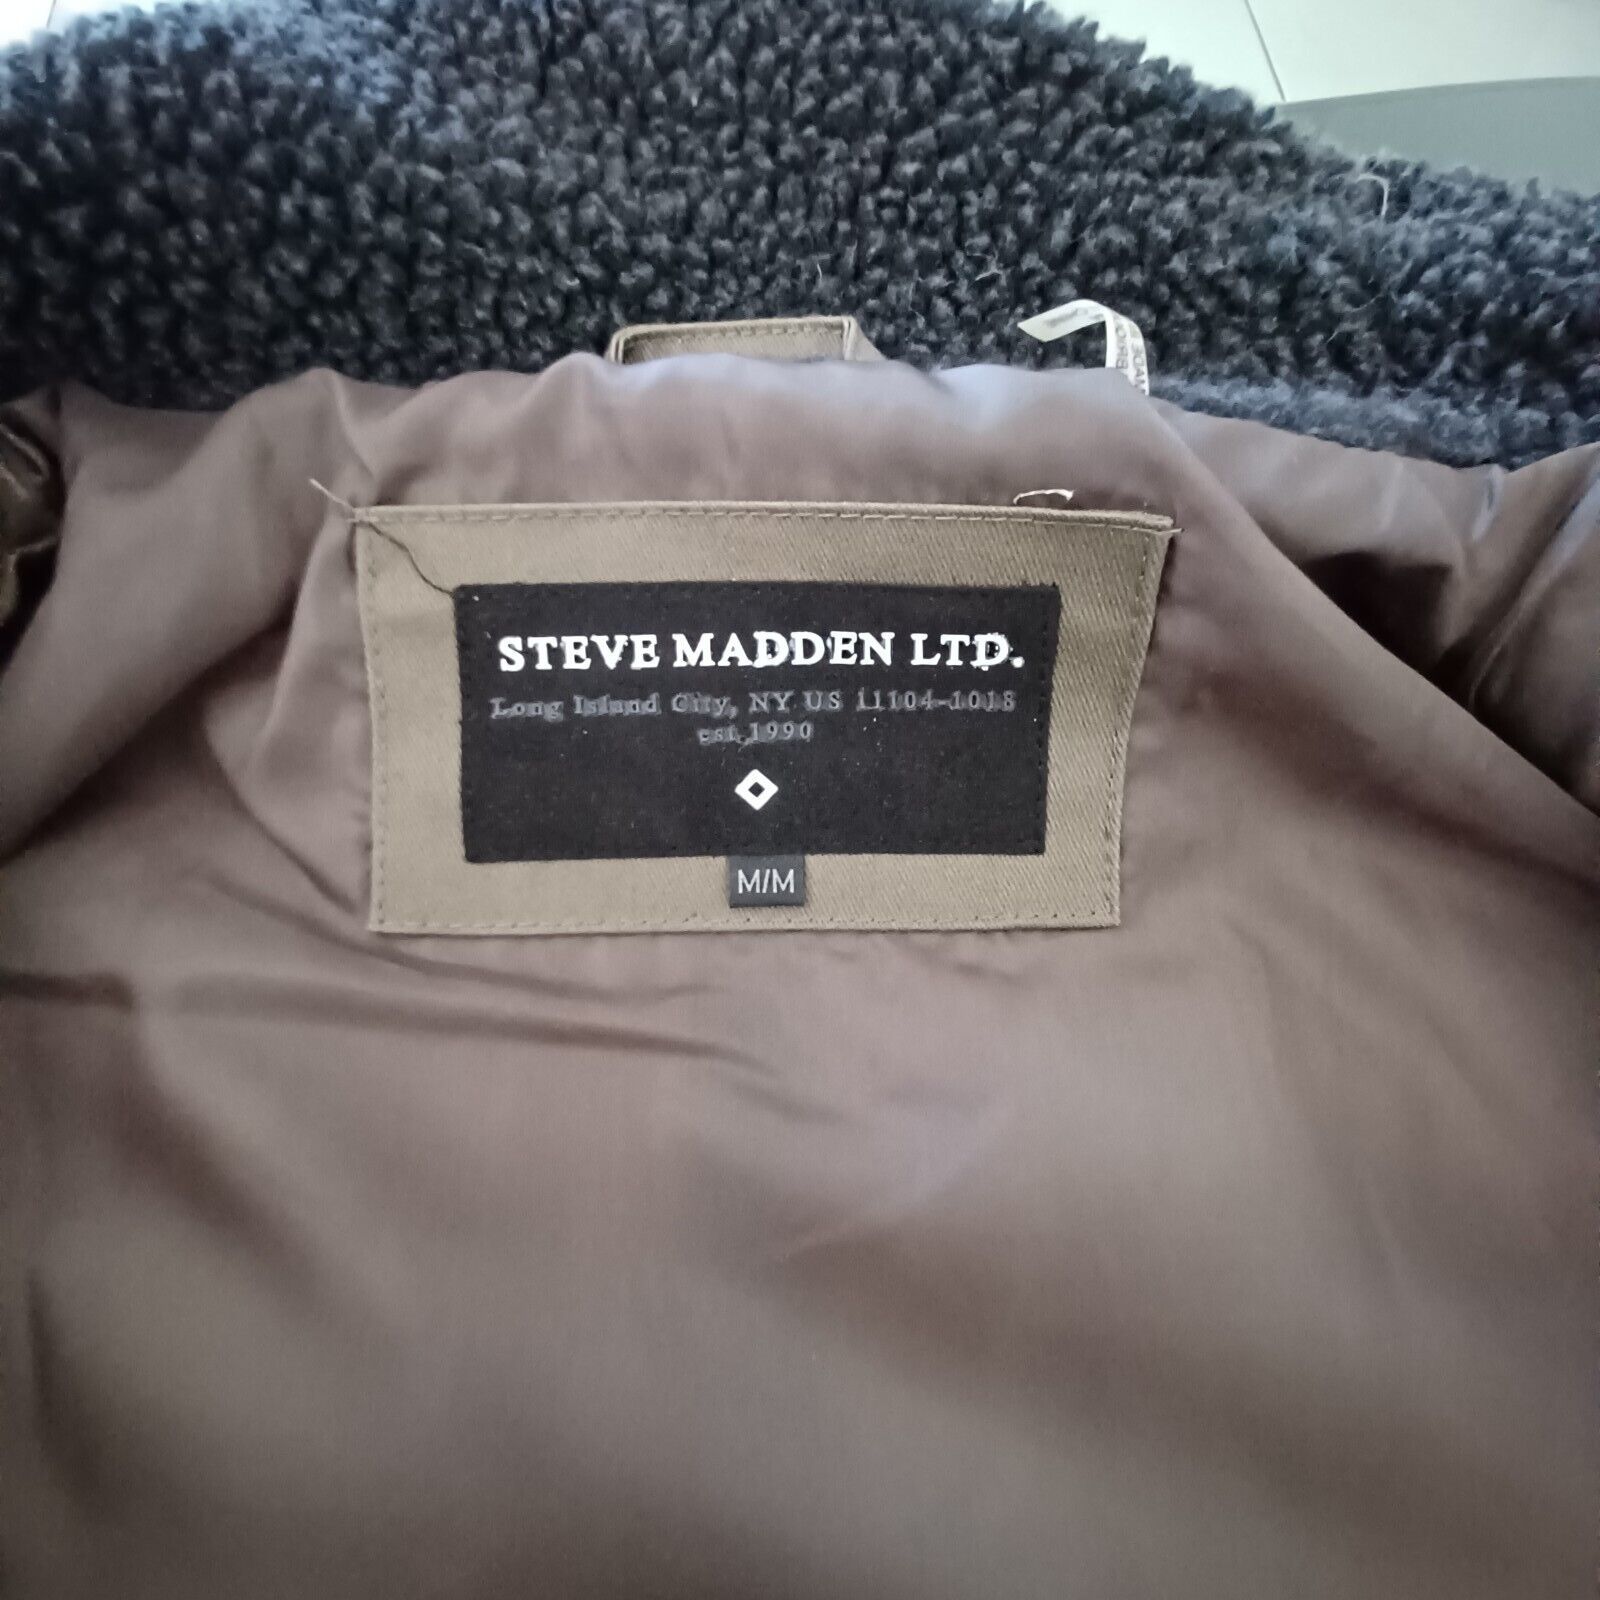 STEVE MADDEN LTD.
Long Island City, NY US 11104-1018
est.1990
M/M